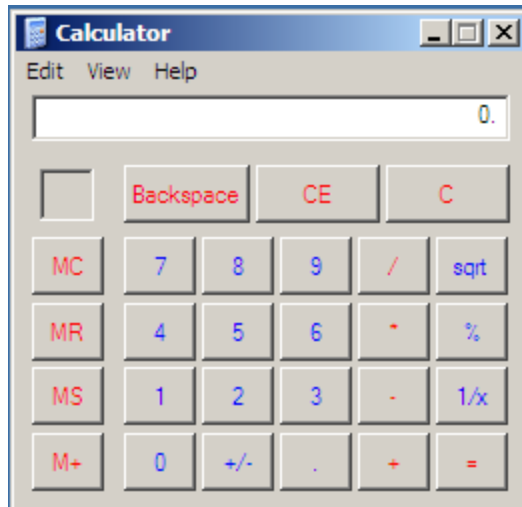 Calculator
Edit View Help
0.
Backspace CE C
MC 7 8 9 / sqrt
MR 4 5 6 * %
MS 1 2 3 - 1/x
M+ 0 +/- . + =